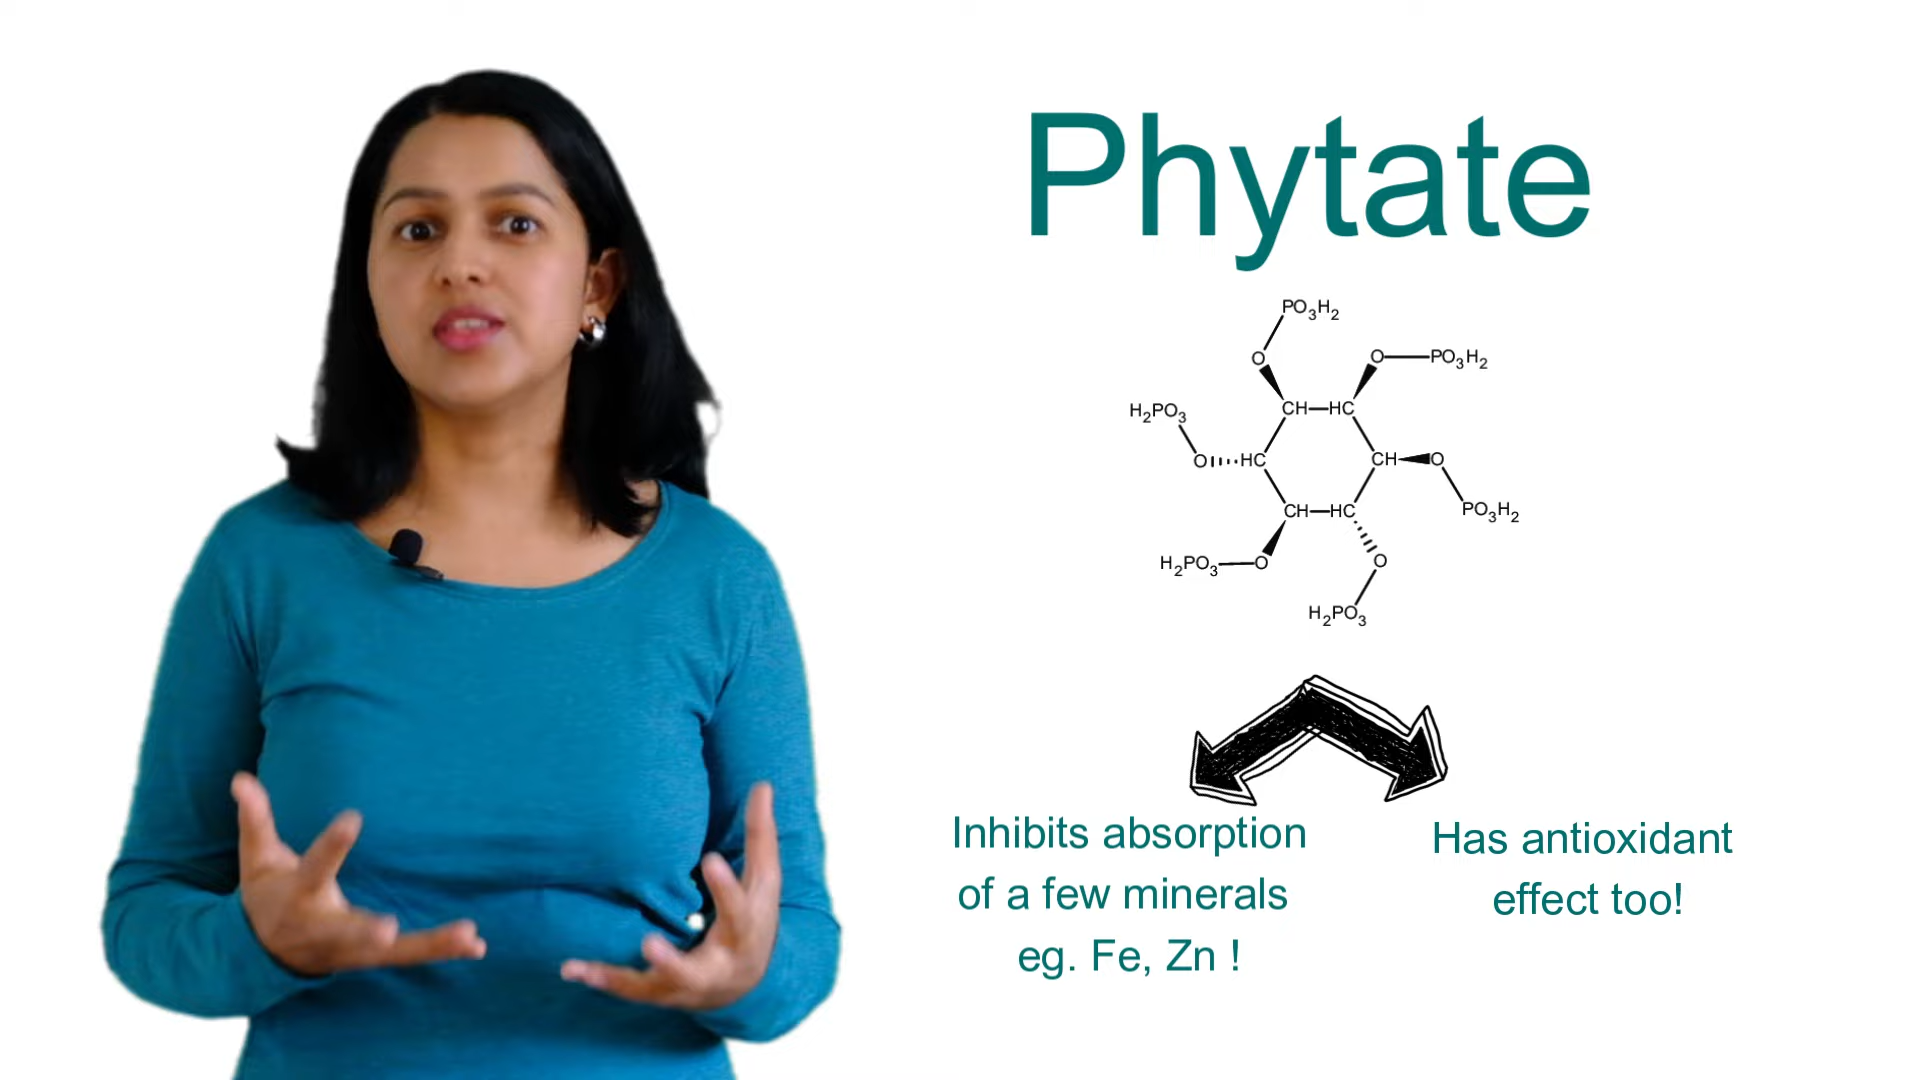 Phytate
PO3H2
O
O—PO3H2
H2PO3
CH—HC
O HC
CH O
CH—HC
PO3H2
H2PO3—O
O
H2PO3
Inhibits absorption
of a few minerals
eg. Fe, Zn !
Has antioxidant
effect too!